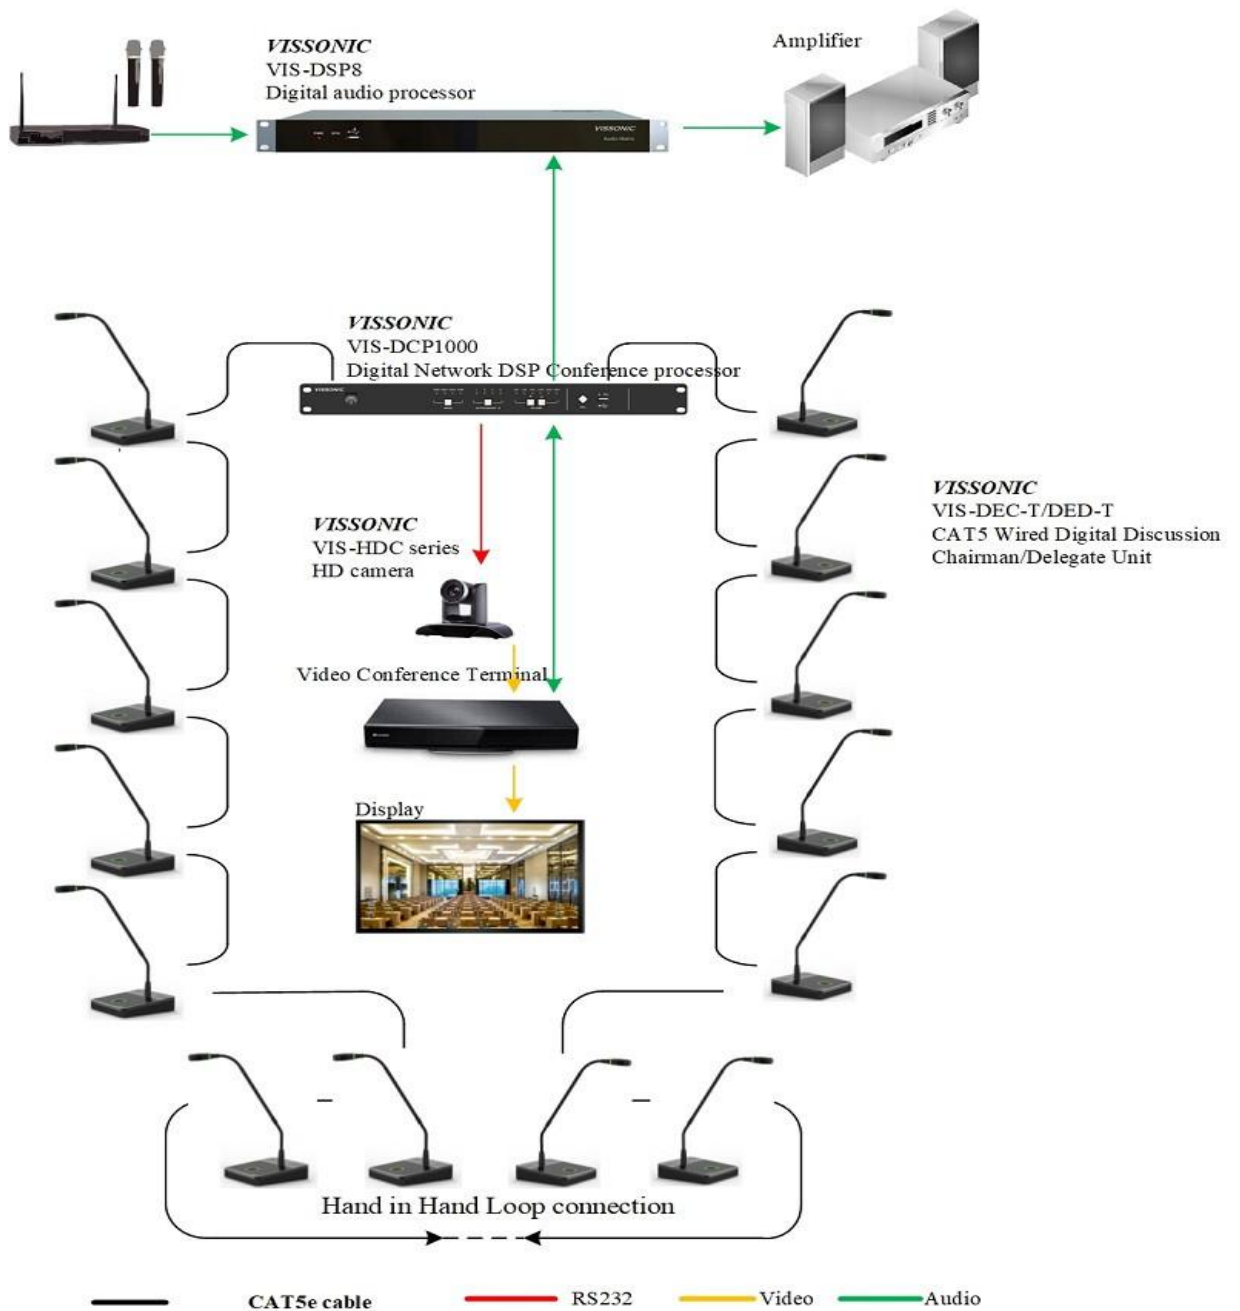 VISSONIC
VIS-DSP8
Digital audio processor
Amplifier
VISSONIC
VISSONIC
VIS-DCP1000
Digital Network DSP Conference processor
VISSONIC
VISSONIC
VIS-DEC-T/DED-T
CAT5 Wired Digital Discussion
Chairman/Delegate Unit
VISSONIC
VIS-HDC series
HD camera
Video Conference Terminal
Display
Hand in Hand Loop connection
CAT5e cable
RS232
Video
Audio